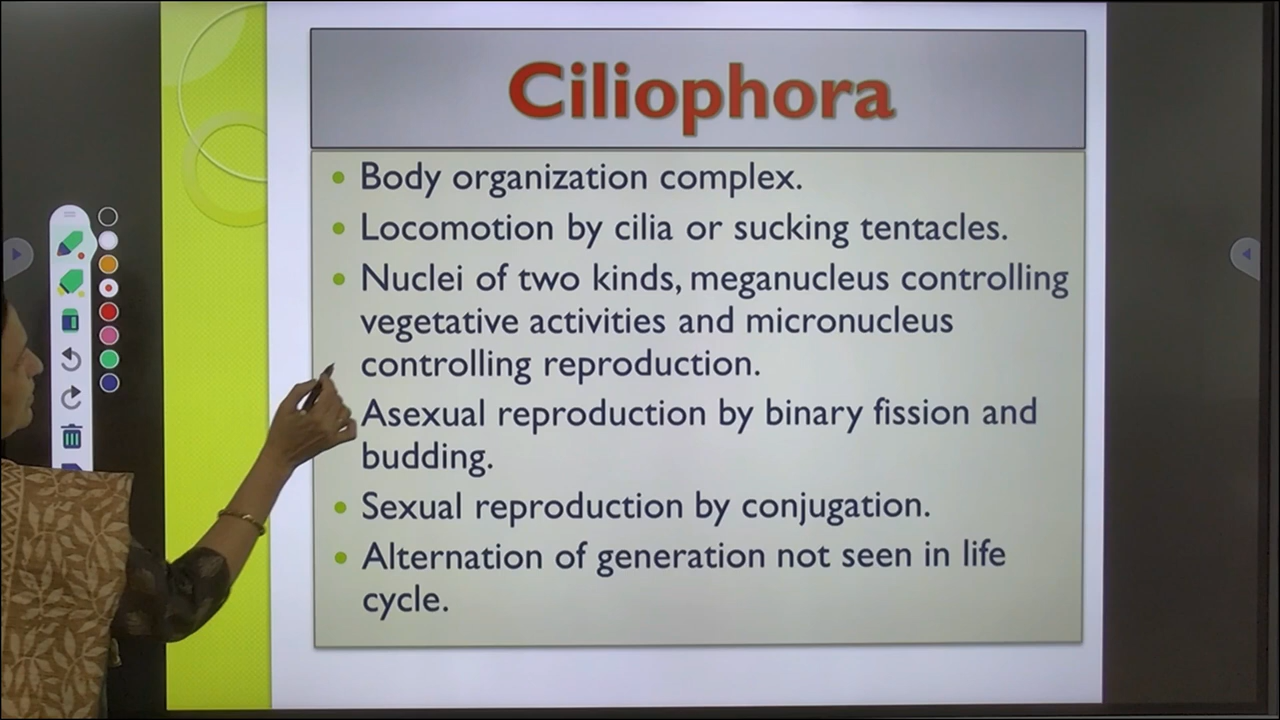 Ciliophora
• Body organization complex.
• Locomotion by cilia or sucking tentacles.
• Nuclei of two kinds, meganucleus controlling
vegetative activities and micronucleus
controlling reproduction.
Asexual reproduction by binary fission and
budding.
• Sexual reproduction by conjugation.
• Alternation of generation not seen in life
cycle.